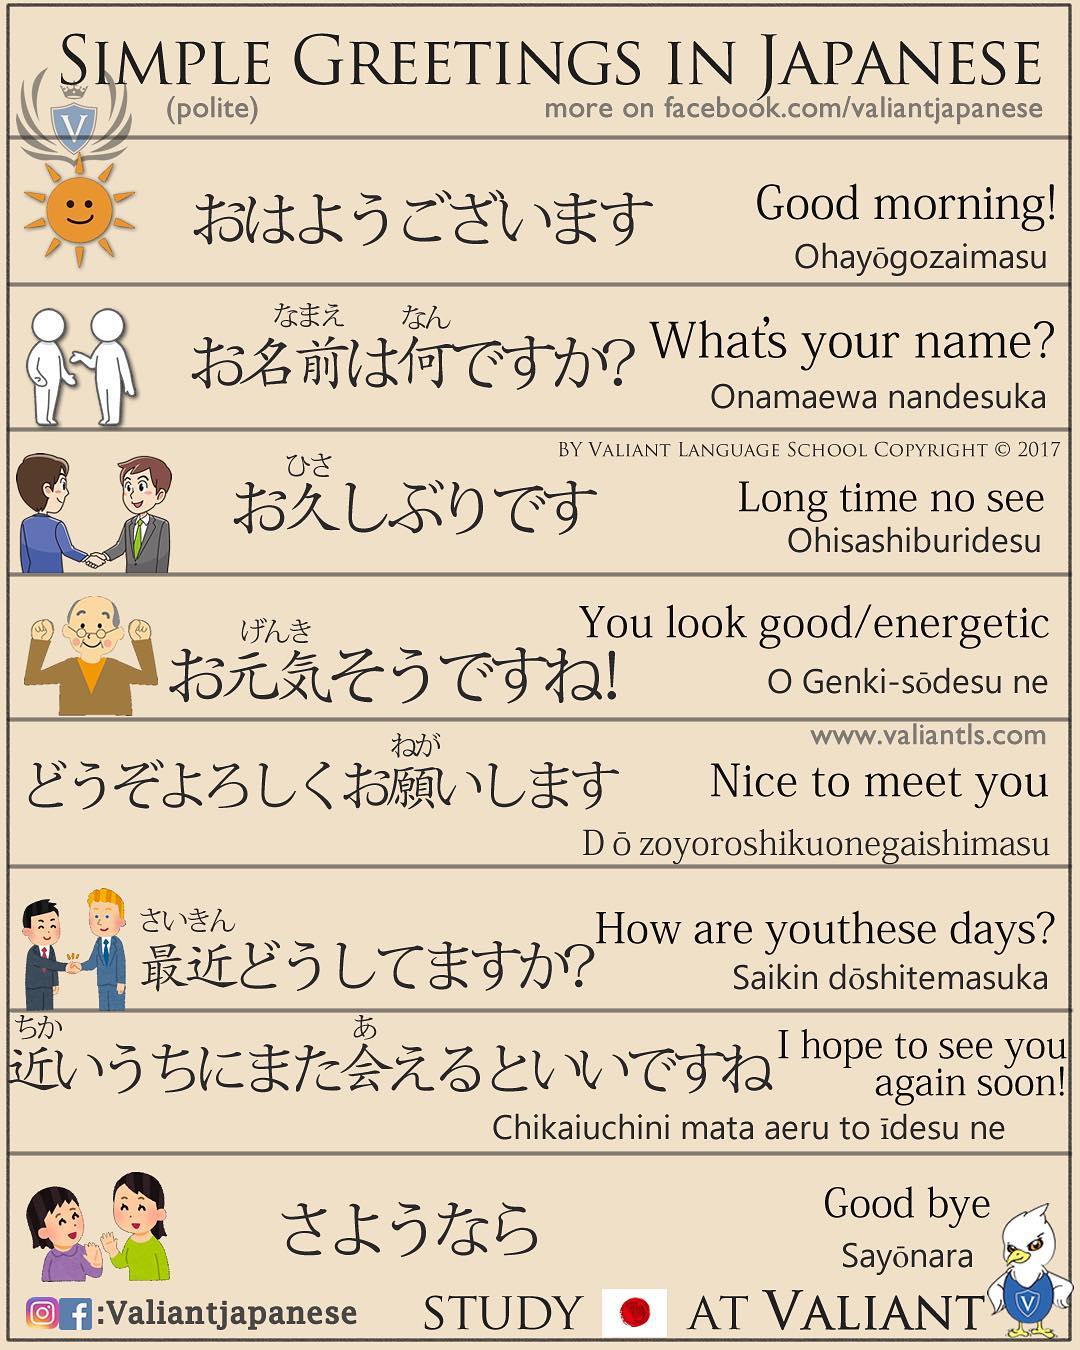 SIMPLE GREETINGS IN JAPANESE
(polite) more on facebook.com/valiantjapanese
V
おはようございます
Good morning!
Ohayōgozaimasu
なまえ なん
お名前は何ですか?
What's your name?
Onamaewa nandesuka
BY VALIANT LANGUAGE SCHOOL COPYRIGHT © 2017
ひさ
お久しぶりです
Long time no see
Ohisashiburidesu
げんき
お元気そうですね!
You look good/energetic
O Genki-sōdesu ne
www.valiantls.com
ねが
どうぞよろしくお願いします
Nice to meet you
D ō zoyoroshikuonegaishimasu
さいきん
最近どうしてますか?
How are youthese days?
Saikin dōshitemasuka
ちか あ
近いうちにまた会えるといいですね
I hope to see you
again soon!
Chikaiuchini mata aeru to īdesu ne
さようなら
Good bye
Sayōnara
:Valiantjapanese
STUDY AT VALIANT
V